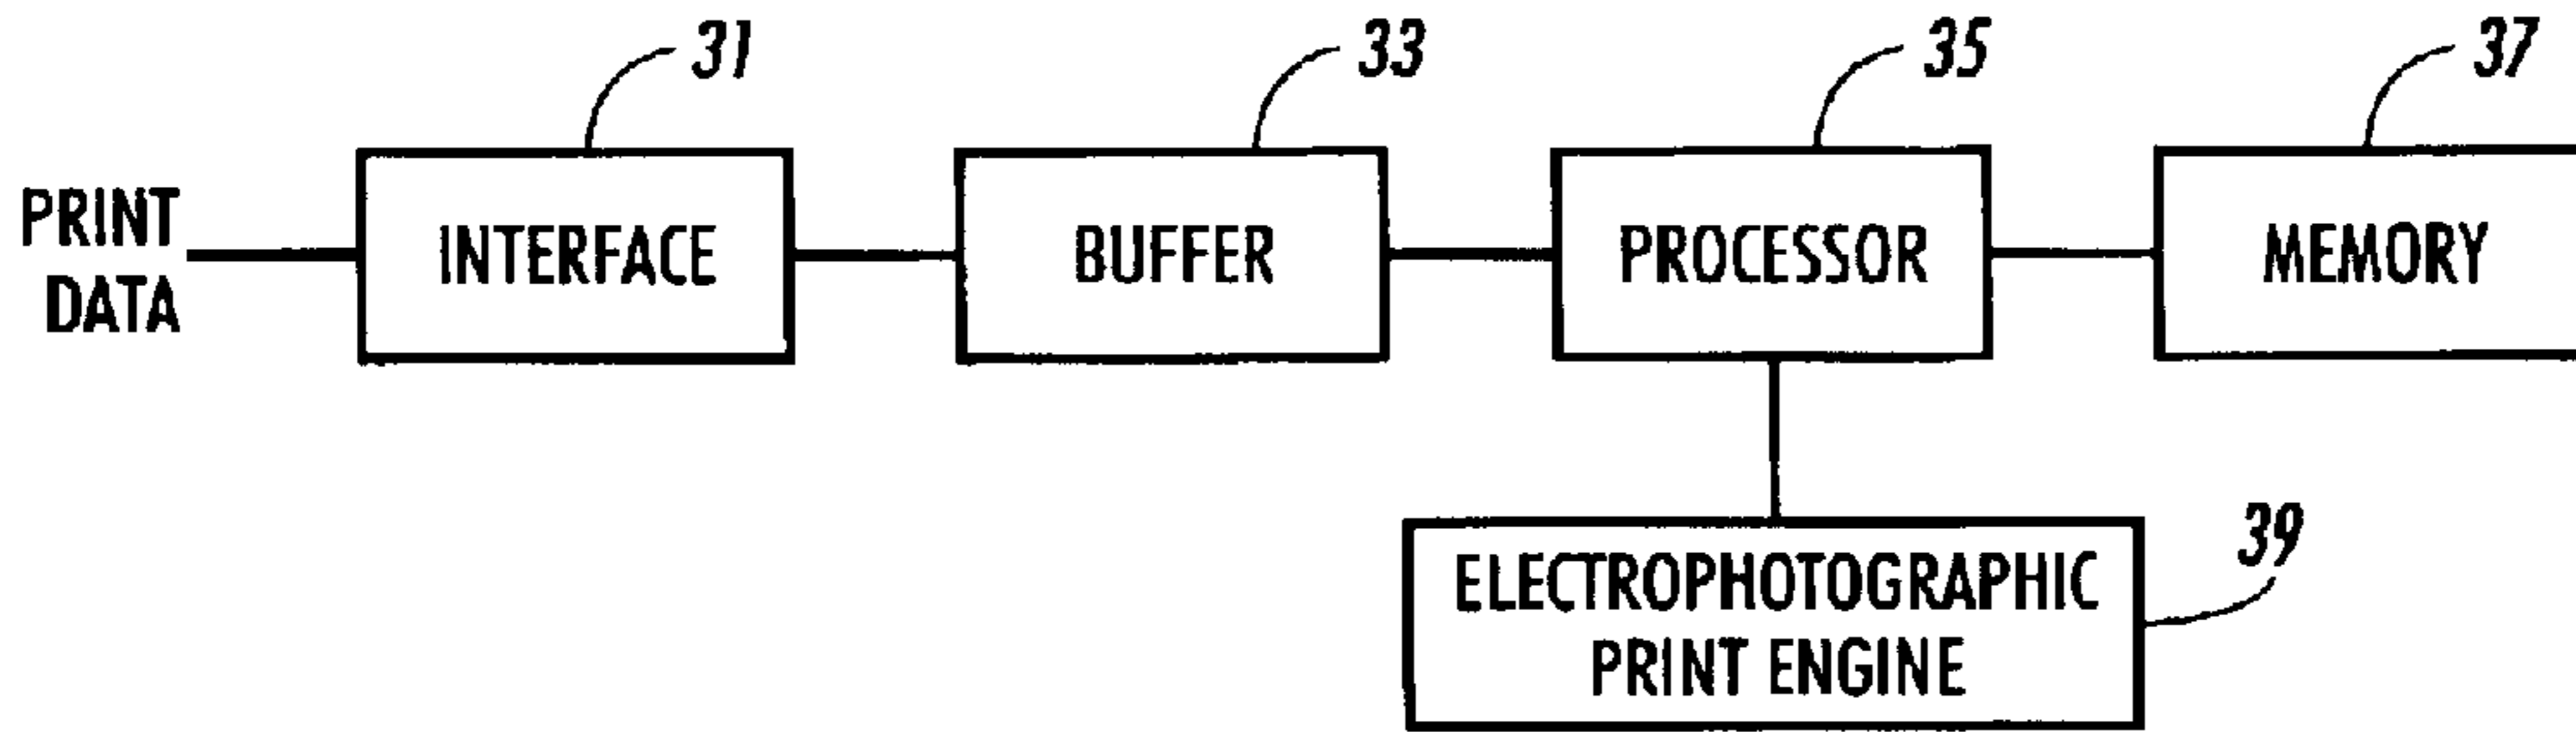 31
33
35
37
PRINT
DATA
INTERFACE
BUFFER
PROCESSOR
MEMORY
39
ELECTROPHOTOGRAPHIC
PRINT ENGINE